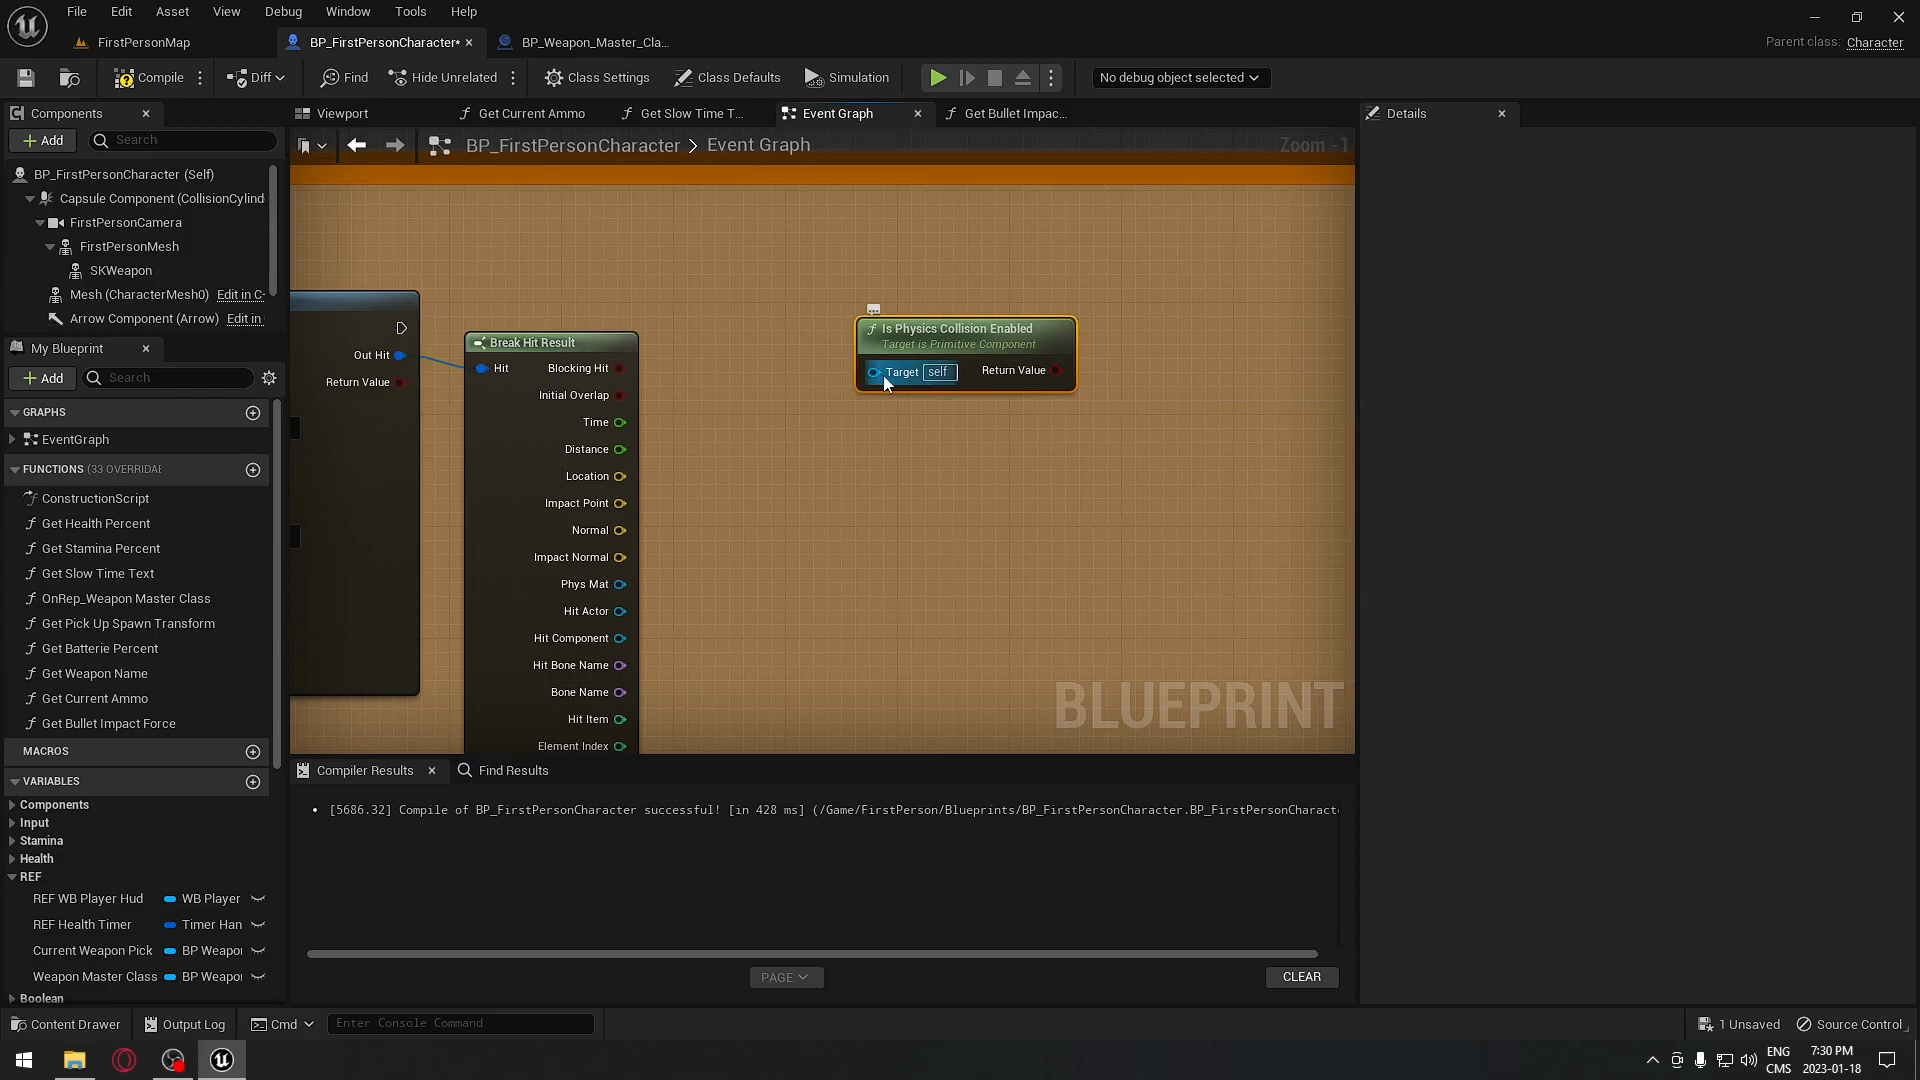 File Edit Asset View Debug Window Tools Help
FirstPersonMap
BP_FirstPersonCharacter*
BP_Weapon_Master_Cla...
Parent class: Character
Compile
Diff
Find
Hide Unrelated
Class Settings
Class Defaults
Simulation
No debug object selected
Components
Viewport
Get Current Ammo
Get Slow Time T...
Event Graph
Get Bullet Impac...
Details
Add
Search
BP_FirstPersonCharacter > Event Graph
Zoom -1
BP_FirstPersonCharacter (Self)
Capsule Component (CollisionCylind
FirstPersonCamera
FirstPersonMesh
SKWeapon
Mesh (CharacterMesh0) Edit in C+
Arrow Component (Arrow) Edit in
My Blueprint
Add
Search
GRAPHS
EventGraph
FUNCTIONS (33 OVERRIDAB
ConstructionScript
Get Health Percent
Get Stamina Percent
Get Slow Time Text
OnRep_Weapon Master Class
Get Pick Up Spawn Transform
Get Batterie Percent
Get Weapon Name
Get Current Ammo
Get Bullet Impact Force
MACROS
VARIABLES
Components
Input
Stamina
Health
REF
REF WB Player Hud WB Player
REF Health Timer Timer Han
Current Weapon Pick BP Weapon
Weapon Master Class BP Weapon
Boolean
Out Hit
Return Value
Break Hit Result
Hit
Blocking Hit
Initial Overlap
Time
Distance
Location
Impact Point
Normal
Impact Normal
Phys Mat
Hit Actor
Hit Component
Hit Bone Name
Bone Name
Hit Item
Element Index
Is Physics Collision Enabled
Target is Primitive Component
Target self
Return Value
BLUEPRINT
Compiler Results
Find Results
[5686.32] Compile of BP_FirstPersonCharacter successful! [in 428 ms] (/Game/FirstPerson/Blueprints/BP_FirstPersonCharacter.BP_FirstPersonCharacte
PAGE
CLEAR
Content Drawer
Output Log
Cmd
Enter Console Command
1 Unsaved
Source Control
ENG
CMS
7:30 PM
2023-01-18